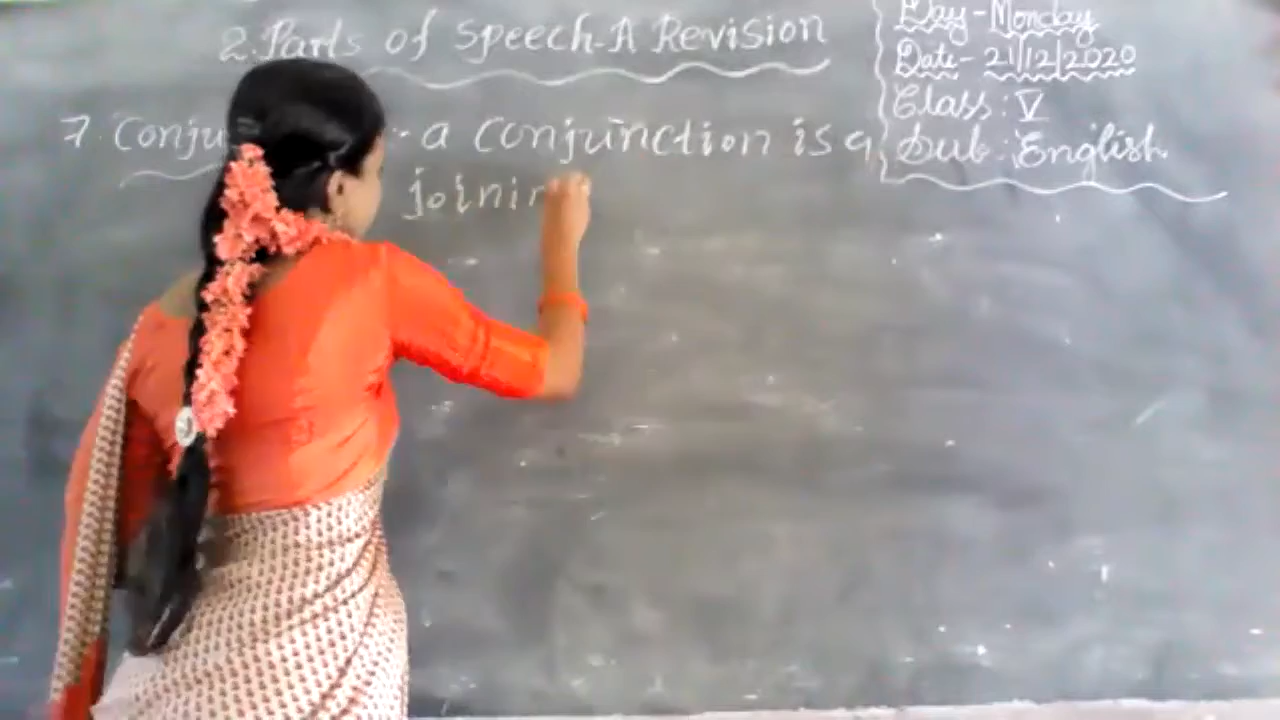 2. Parts of Speech-A Revision
Day - Monday
Date - 21/12/2020
Class : V
Sub : English
7. Conju :- a conjunction is a
joinin